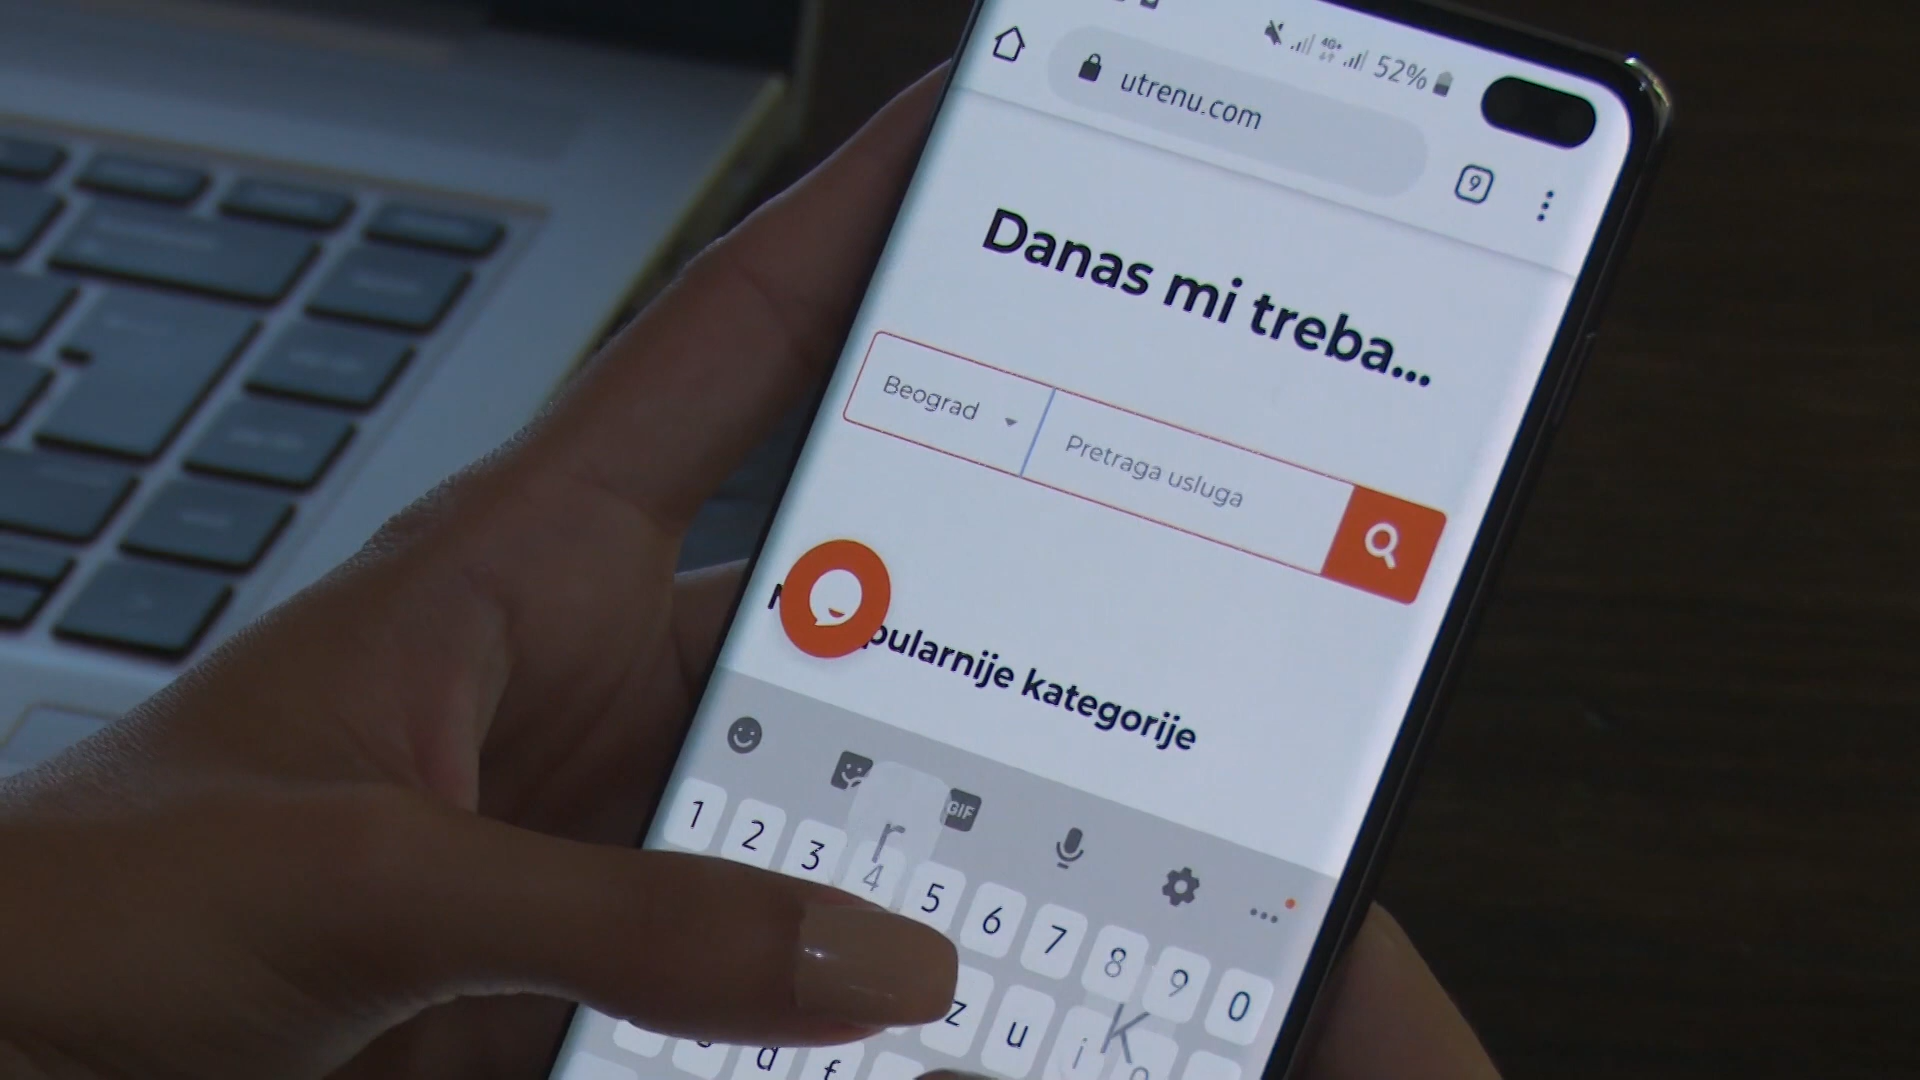 4G+ 52%
utrenu.com
9
Danas mi treba...
Beograd
Pretraga usluga
pularnije kategorije
GIF
r
1 2 3 4 5 6 7 8 9 0
z u i
K
d f